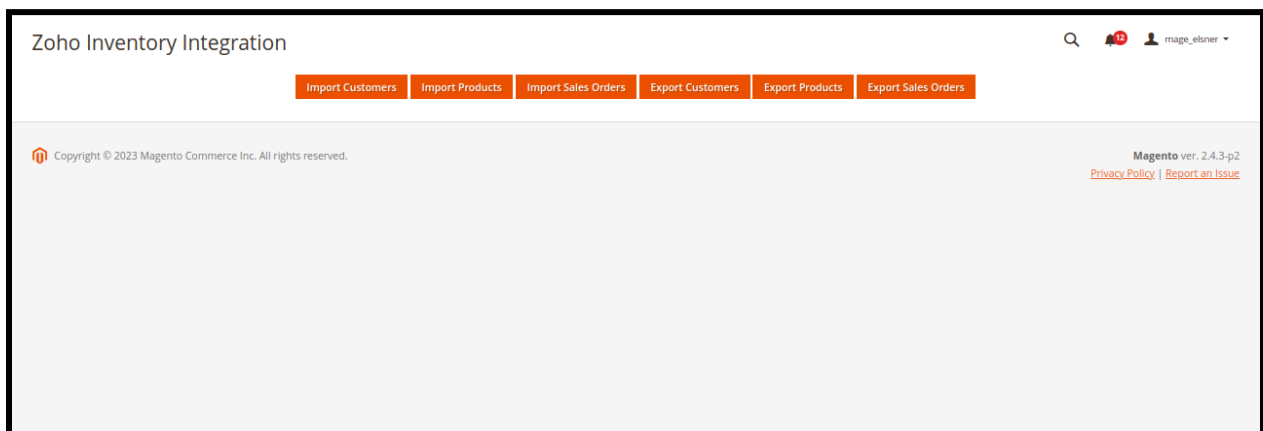 Zoho Inventory Integration
12
mage_elsner
Import Customers Import Products Import Sales Orders Export Customers Export Products Export Sales Orders
Copyright © 2023 Magento Commerce Inc. All rights reserved.
Magento ver. 2.4.3-p2
Privacy Policy | Report an Issue